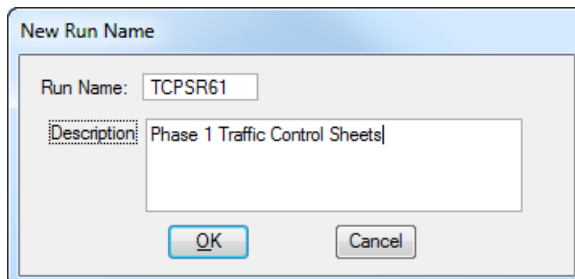 New Run Name
Run Name: TCPSR61
Description Phase 1 Traffic Control Sheets
OK Cancel